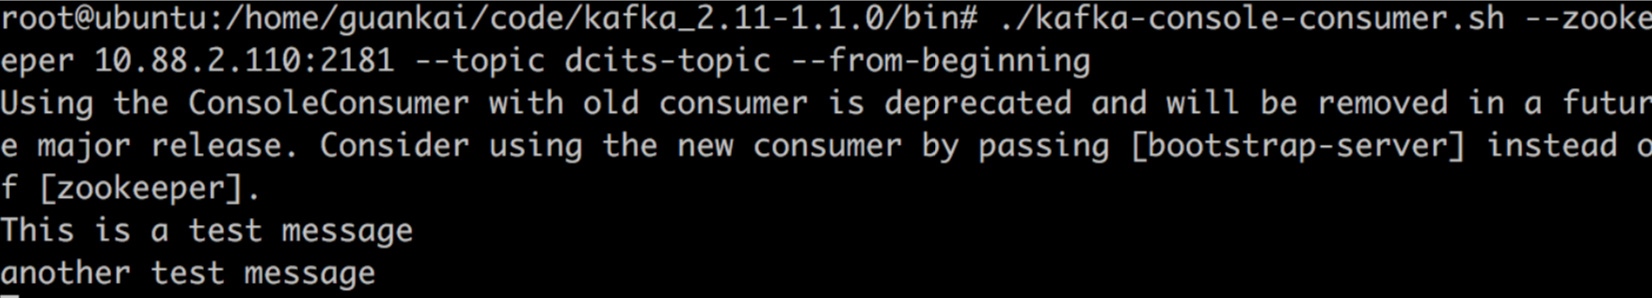 root@ubuntu:/home/guankai/code/kafka_2.11-1.1.0/bin# ./kafka-console-consumer.sh --zooke
eper 10.88.2.110:2181 --topic dcits-topic --from-beginning
Using the ConsoleConsumer with old consumer is deprecated and will be removed in a futur
e major release. Consider using the new consumer by passing [bootstrap-server] instead o
f [zookeeper].
This is a test message
another test message